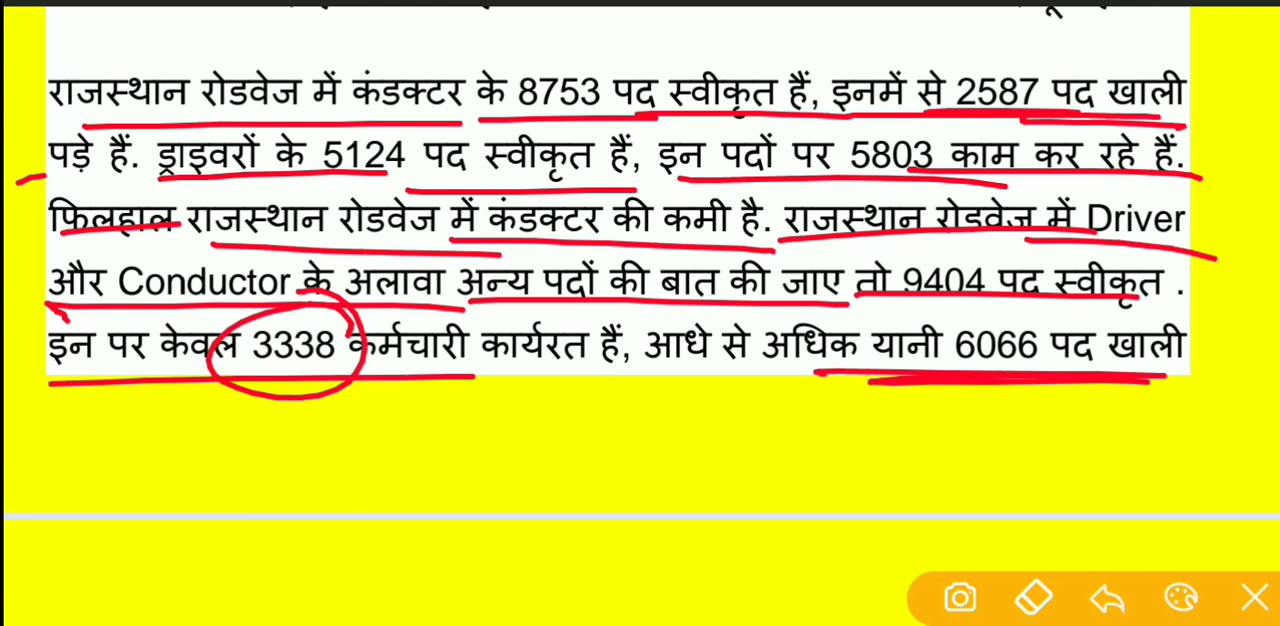 राजस्थान रोडवेज में कंडक्टर के 8753 पद स्वीकृत हैं, इनमें से 2587 पद खाली
पड़े हैं. ड्राइवरों के 5124 पद स्वीकृत हैं, इन पदों पर 5803 काम कर रहे हैं.
फिलहाल राजस्थान रोडवेज में कंडक्टर की कमी है. राजस्थान रोडवेज में Driver
और Conductor के अलावा अन्य पदों की बात की जाए तो 9404 पद स्वीकृत .
इन पर केवल 3338 कर्मचारी कार्यरत हैं, आधे से अधिक यानी 6066 पद खाली